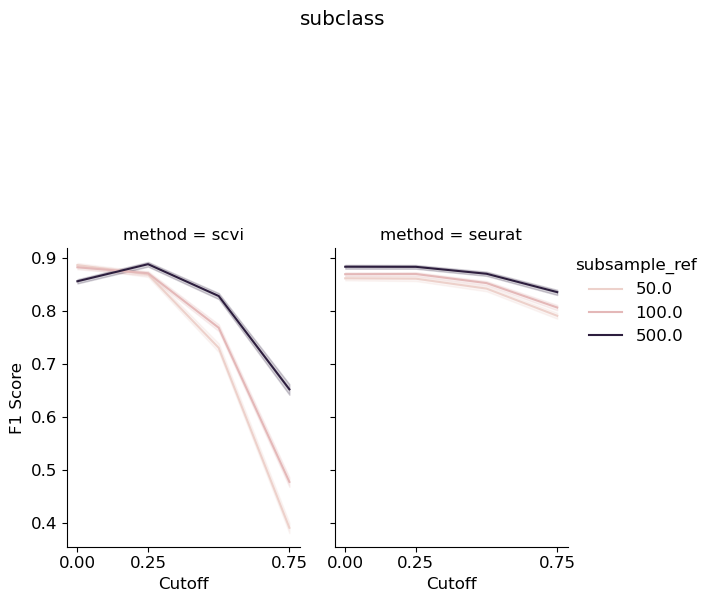 subclass
method = scvi
method = seurat
subsample_ref
50.0
100.0
500.0
F1 Score
0.9
0.8
0.7
0.6
0.5
0.4
0.00 0.25 0.75
0.00 0.25 0.75
Cutoff
Cutoff